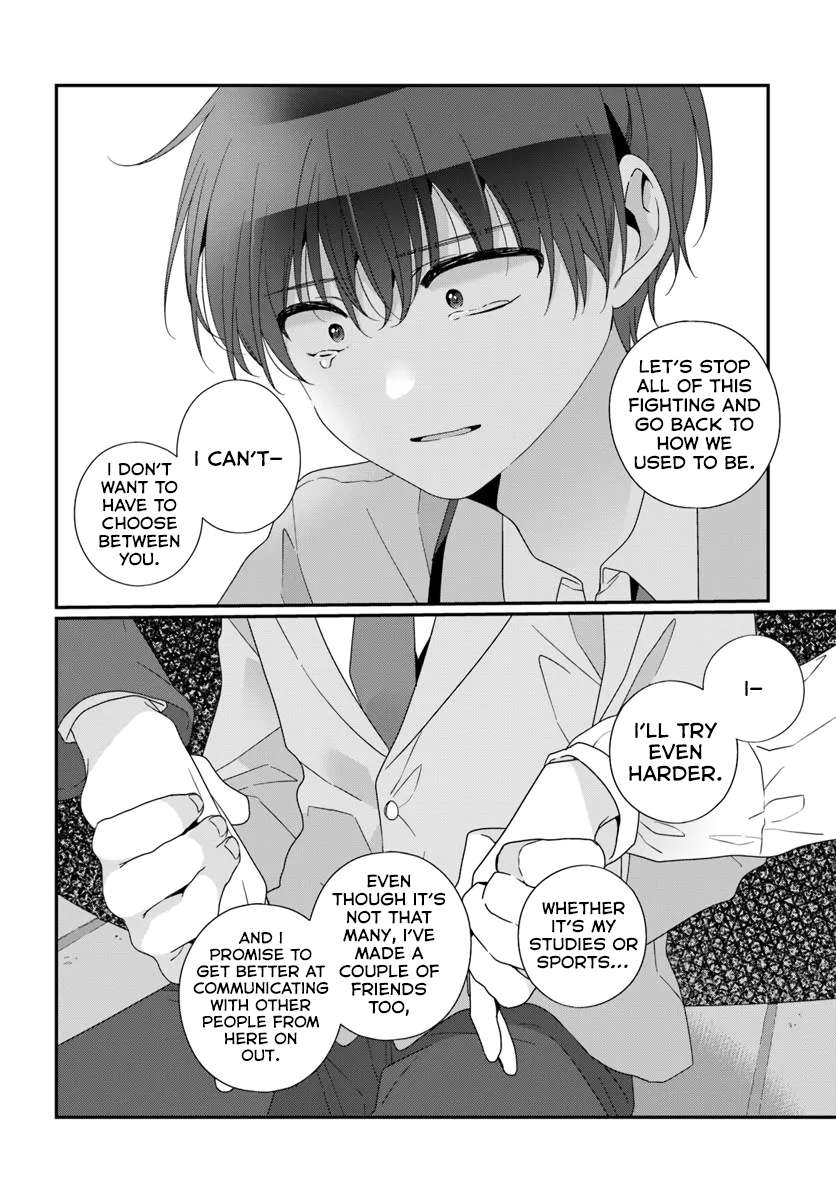 LET'S STOP
ALL OF THIS
FIGHTING AND
GO BACK TO
HOW WE
USED TO BE.
I CAN'T–
I DON'T
WANT TO
HAVE TO
CHOOSE
BETWEEN
YOU.
I–
I'LL TRY
EVEN
HARDER.
WHETHER
IT'S MY
STUDIES OR
SPORTS...
EVEN
THOUGH IT'S
NOT THAT
MANY, I'VE
MADE A
COUPLE OF
FRIENDS
TOO,
AND I
PROMISE TO
GET BETTER AT
COMMUNICATING
WITH OTHER
PEOPLE FROM
HERE ON
OUT.